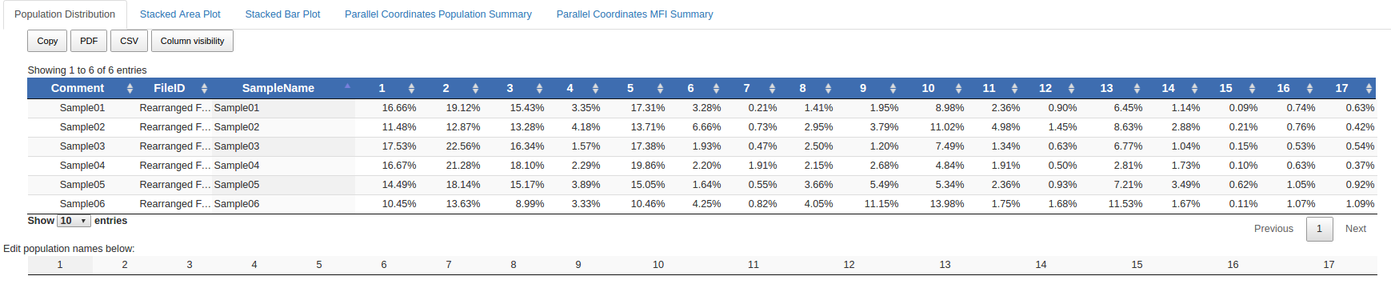 Population Distribution Stacked Area Plot Stacked Bar Plot Parallel Coordinates Population Summary Parallel Coordinates MFI Summary
Copy PDF CSV Column visibility
Showing 1 to 6 of 6 entries
Comment FileID SampleName 1 2 3 4 5 6 7 8 9 10 11 12 13 14 15 16 17
Sample01 Rearranged F... Sample01 16.66% 19.12% 15.43% 3.35% 17.31% 3.28% 0.21% 1.41% 1.95% 8.98% 2.36% 0.90% 6.45% 1.14% 0.09% 0.74% 0.63%
Sample02 Rearranged F... Sample02 11.48% 12.87% 13.28% 4.18% 13.71% 6.66% 0.73% 2.95% 3.79% 11.02% 4.98% 1.45% 8.63% 2.88% 0.21% 0.76% 0.42%
Sample03 Rearranged F... Sample03 17.53% 22.56% 16.34% 1.57% 17.38% 1.93% 0.47% 2.50% 1.20% 7.49% 1.34% 0.63% 6.77% 1.04% 0.15% 0.53% 0.54%
Sample04 Rearranged F... Sample04 16.67% 21.28% 18.10% 2.29% 19.86% 2.20% 1.91% 2.15% 2.68% 4.84% 1.91% 0.50% 2.81% 1.73% 0.10% 0.63% 0.37%
Sample05 Rearranged F... Sample05 14.49% 18.14% 15.17% 3.89% 15.05% 1.64% 0.55% 3.66% 5.49% 5.34% 2.36% 0.93% 7.21% 3.49% 0.62% 1.05% 0.92%
Sample06 Rearranged F... Sample06 10.45% 13.63% 8.99% 3.33% 10.46% 4.25% 0.82% 4.05% 11.15% 13.98% 1.75% 1.68% 11.53% 1.67% 0.11% 1.07% 1.09%
Show 10 entries
Previous 1 Next
Edit population names below:
1 2 3 4 5 6 7 8 9 10 11 12 13 14 15 16 17